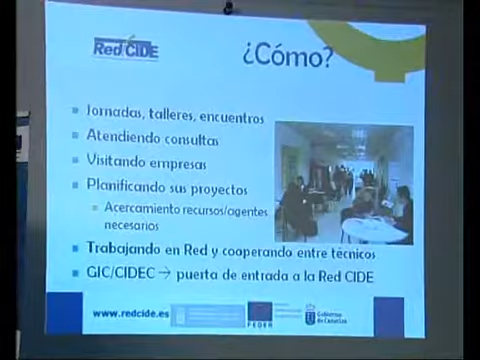 Red CIDE
¿Cómo?
Jornadas, talleres, encuentros
Atendiendo consultas
Visitando empresas
Planificando sus proyectos
Acercamiento recursos/agentes
necesarios
Trabajando en Red y cooperando entre técnicos
GIC/CIDEC → puerta de entrada a la Red CIDE
www.redcide.es
FEDER
Gobierno
de Canarias